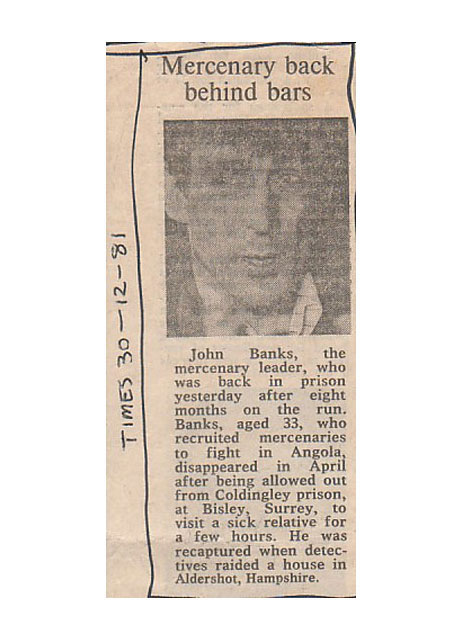 Mercenary back
behind bars
John Banks, the
mercenary leader, who
was back in prison
yesterday after eight
months on the run.
Banks, aged 33, who
recruited mercenaries
to fight in Angola,
disappeared in April
after being allowed out
from Coldingley prison,
at Bisley, Surrey, to
visit a sick relative for
a few hours. He was
recaptured when detec-
tives raided a house in
Aldershot, Hampshire.
TIMES 30-12-81